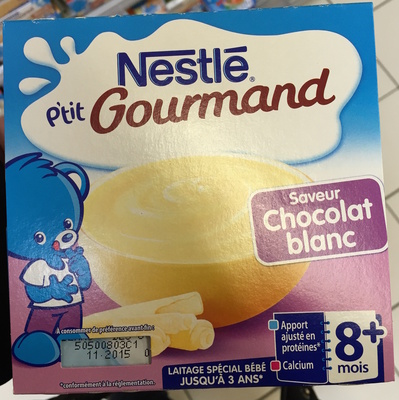 Nestlé®
P'tit Gourmand
Saveur
Chocolat
blanc
À consommer de préférence avant fin :
50500803C1
11.2015
Apport
ajusté en
protéines*
Calcium
8+
mois
LAITAGE SPÉCIAL BÉBÉ
JUSQU'À 3 ANS*
*conformément à la réglementation.